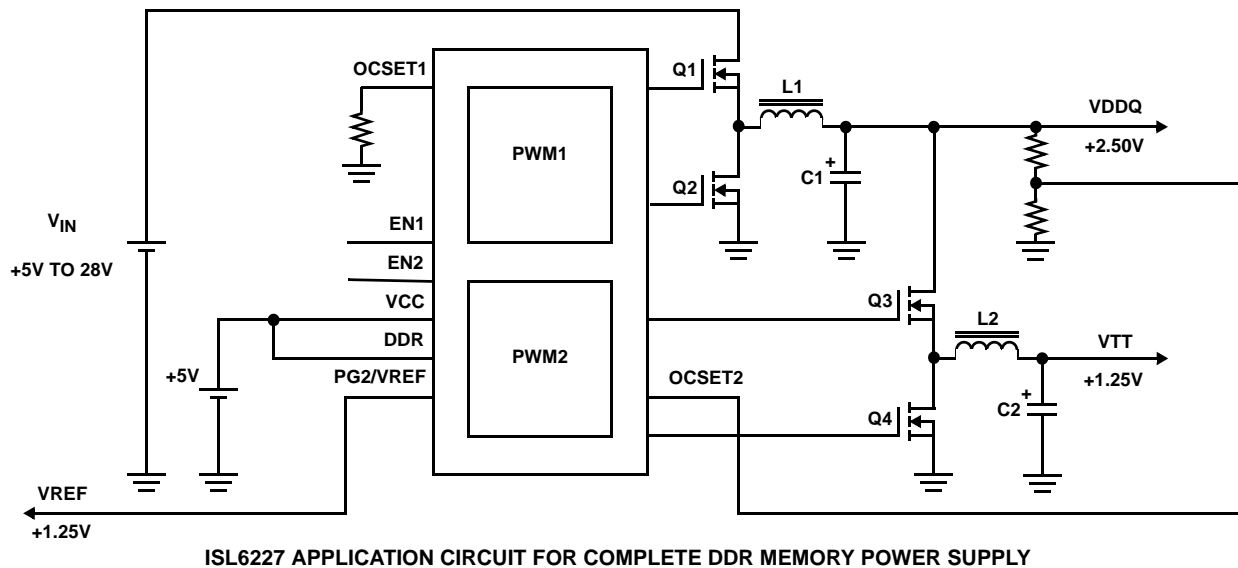 OCSET1
Q1
L1
VDDQ
+2.50V
PWM1
+
C1
Q2
VIN
+5V TO 28V
EN1
EN2
VCC
DDR
PG2/VREF
+5V
PWM2
Q3
L2
VTT
+1.25V
OCSET2
+
C2
Q4
VREF
+1.25V
ISL6227 APPLICATION CIRCUIT FOR COMPLETE DDR MEMORY POWER SUPPLY